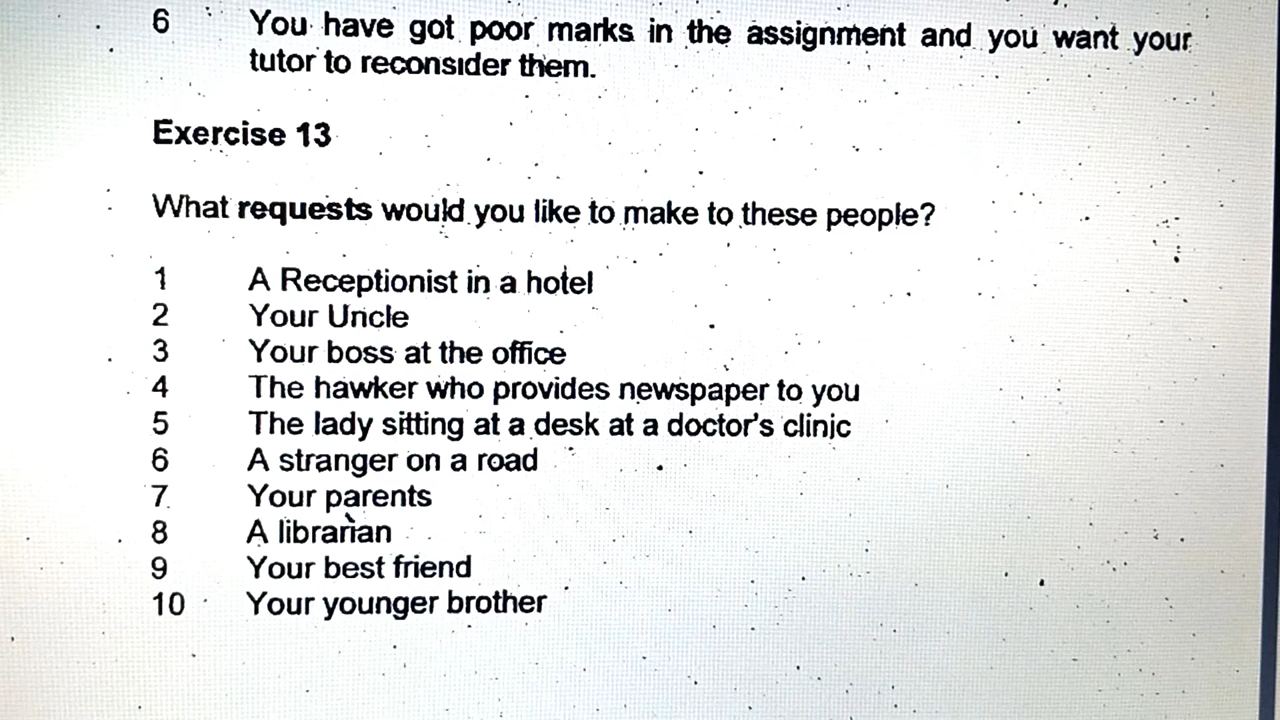 6 You have got poor marks in the assignment and you want your
tutor to reconsider them.
Exercise 13
What requests would you like to make to these people?
1 A Receptionist in a hotel
2 Your Uncle
3 Your boss at the office
4 The hawker who provides newspaper to you
5 The lady sitting at a desk at a doctor's clinic
6 A stranger on a road
7 Your parents
8 A librarian
9 Your best friend
10 Your younger brother